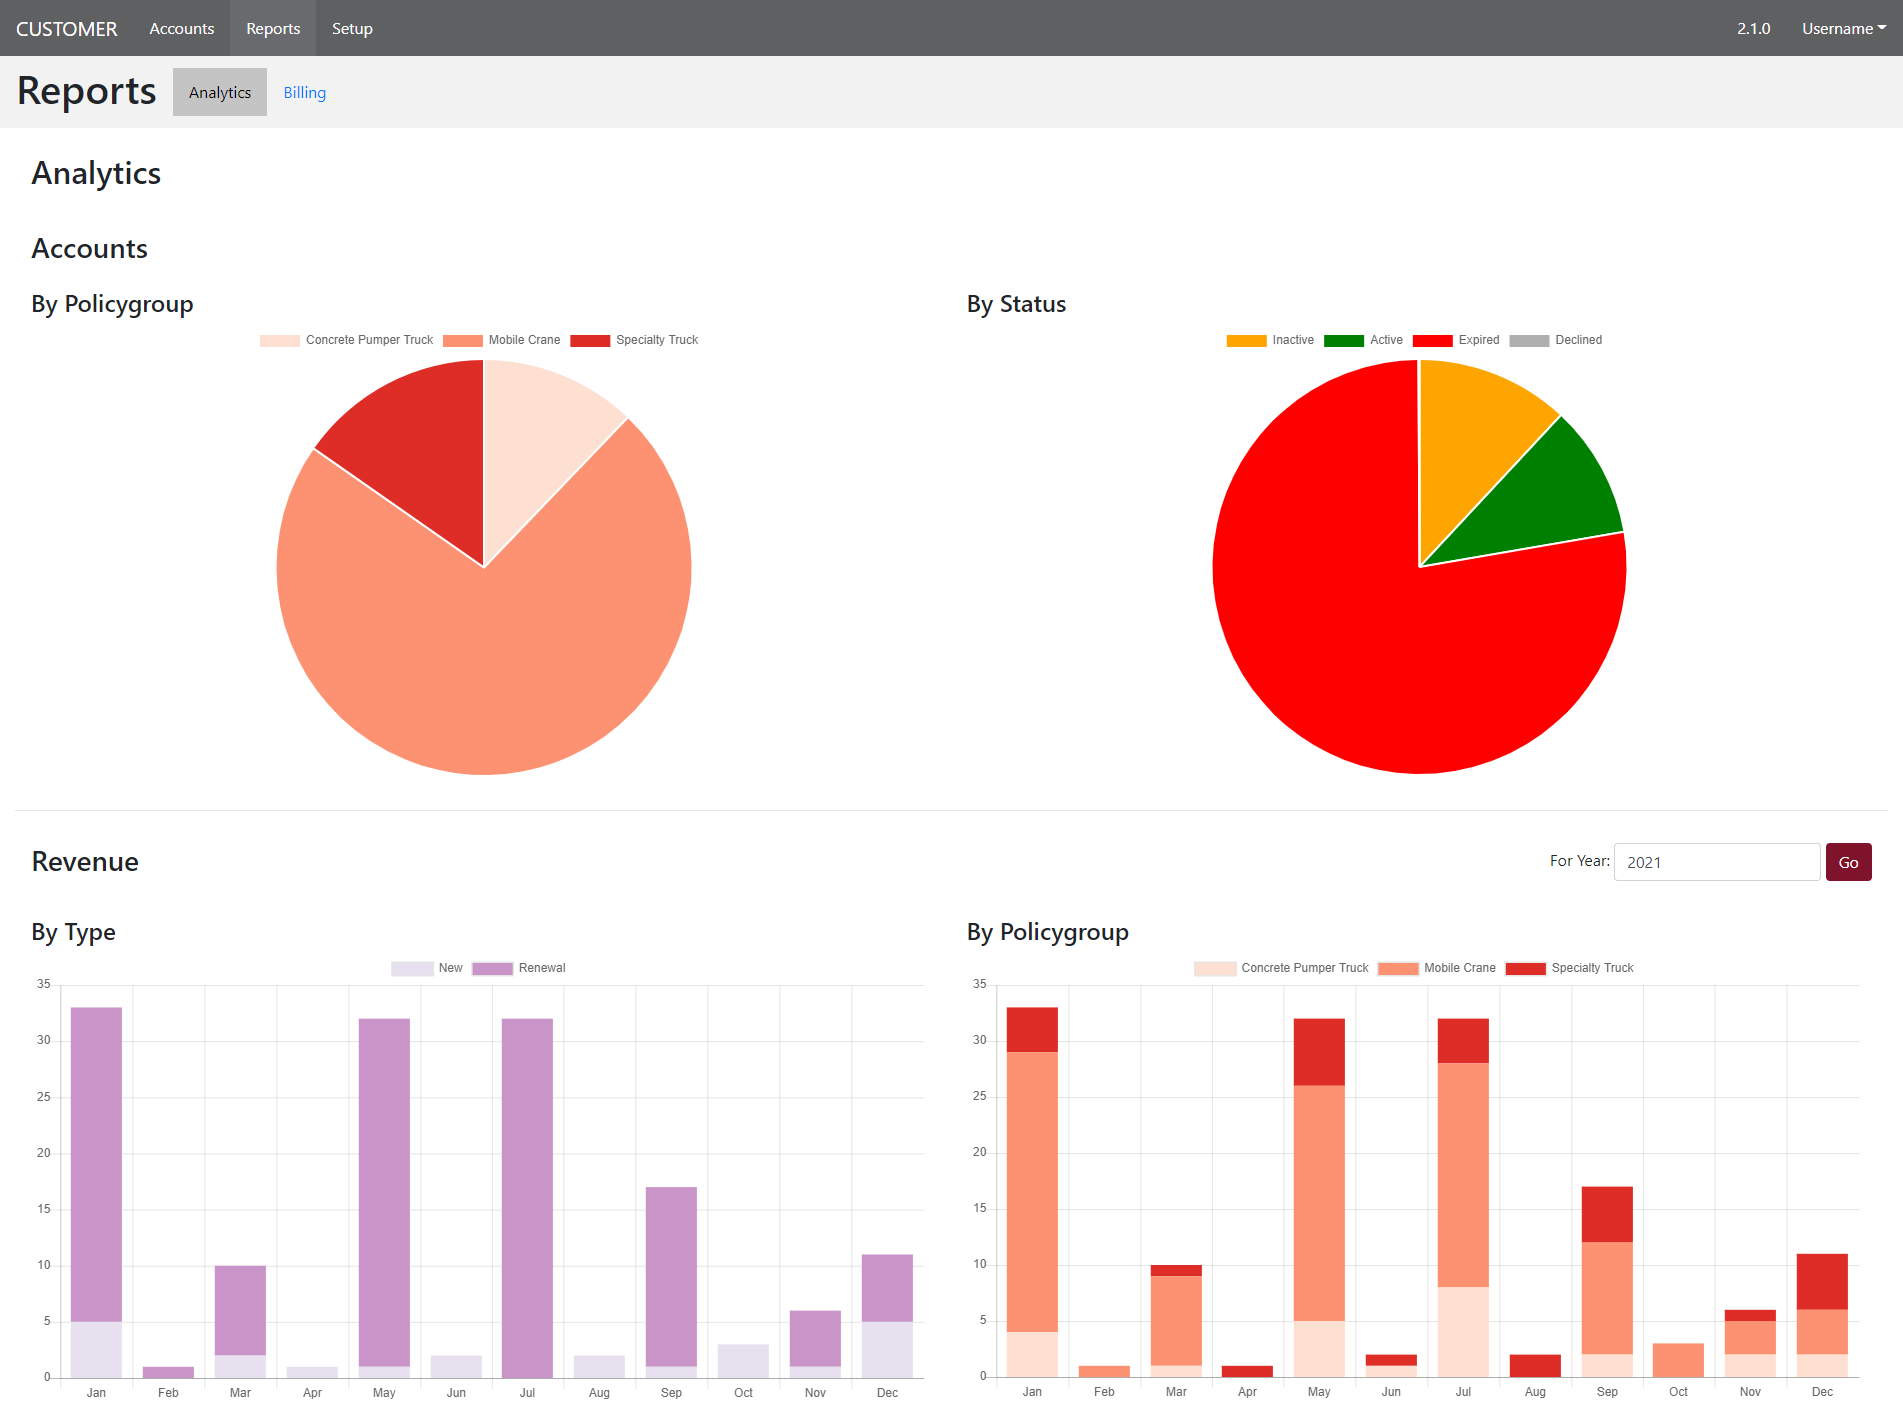 CUSTOMER Accounts Reports Setup 2.1.0 Username
Reports Analytics Billing
Analytics
Accounts
By Policygroup
Concrete Pumper Truck Mobile Crane Specialty Truck
By Status
Inactive Active Expired Declined
Revenue
For Year: 2021 Go
By Type
New Renewal
35
30
25
20
15
10
5
0
Jan Feb Mar Apr May Jun Jul Aug Sep Oct Nov Dec
By Policygroup
Concrete Pumper Truck Mobile Crane Specialty Truck
35
30
25
20
15
10
5
0
Jan Feb Mar Apr May Jun Jul Aug Sep Oct Nov Dec